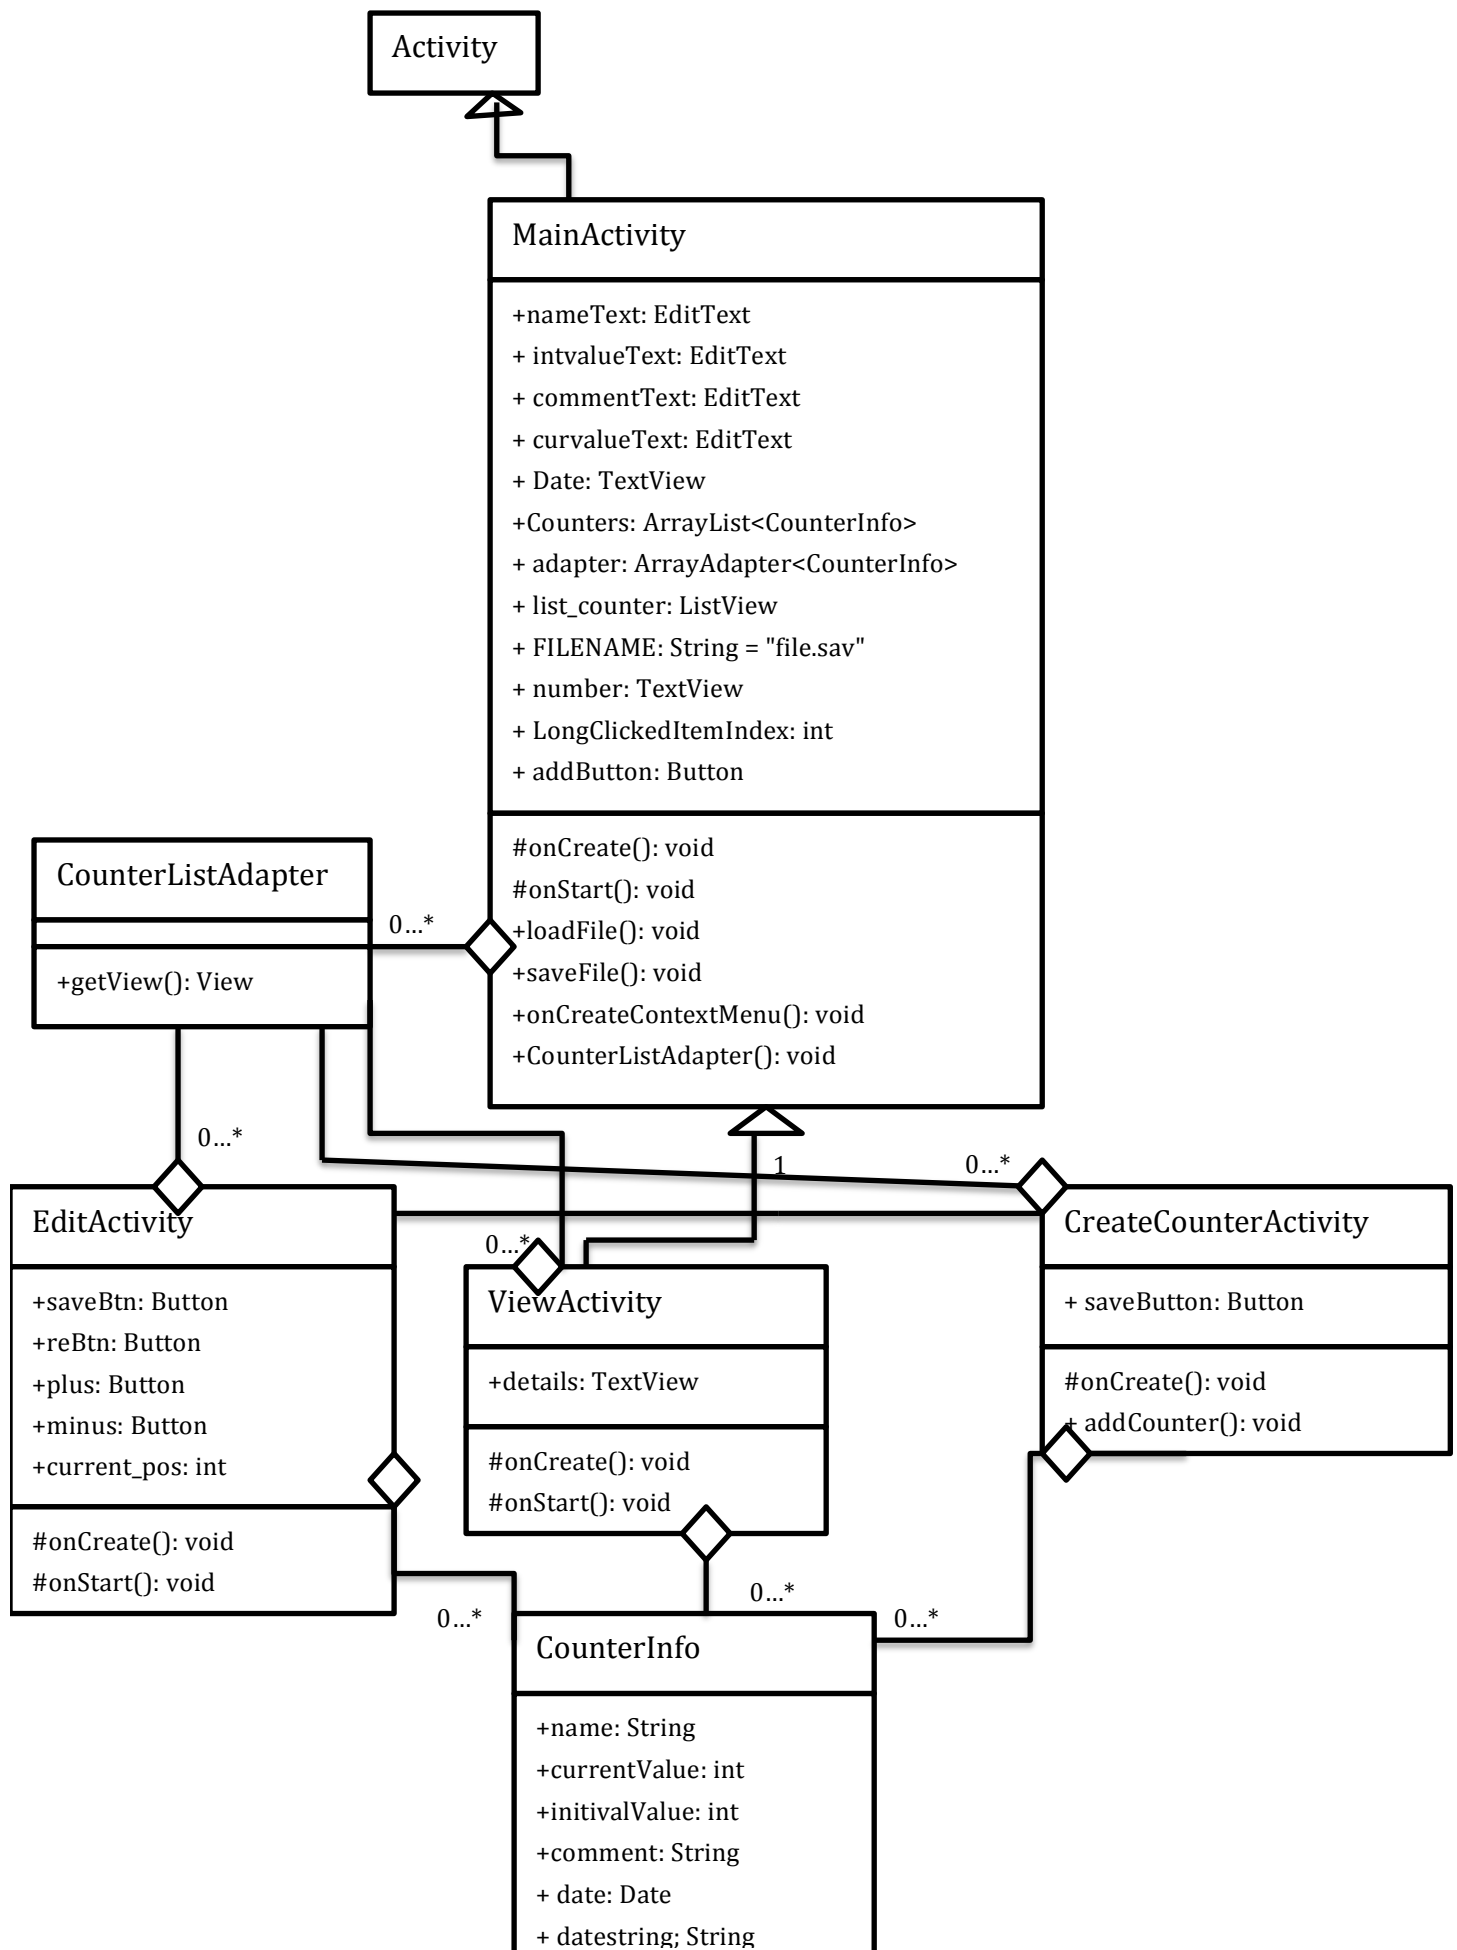 Activity
MainActivity
+nameText: EditText
+ intvalueText: EditText
+ commentText: EditText
+ curvalueText: EditText
+ Date: TextView
+Counters: ArrayList<CounterInfo>
+ adapter: ArrayAdapter<CounterInfo>
+ list_counter: ListView
+ FILENAME: String = "file.sav"
+ number: TextView
+ LongClickedItemIndex: int
+ addButton: Button
#onCreate(): void
#onStart(): void
+loadFile(): void
+saveFile(): void
+onCreateContextMenu(): void
+CounterListAdapter(): void
CounterListAdapter
+getView(): View
0...*
0...*
1
0...*
0...*
EditActivity
+saveBtn: Button
+reBtn: Button
+plus: Button
+minus: Button
+current_pos: int
#onCreate(): void
#onStart(): void
ViewActivity
+details: TextView
#onCreate(): void
#onStart(): void
CreateCounterActivity
+ saveButton: Button
#onCreate(): void
+ addCounter(): void
0...*
0...*
0...*
CounterInfo
+name: String
+currentValue: int
+initivalValue: int
+comment: String
+ date: Date
+ datestring; String